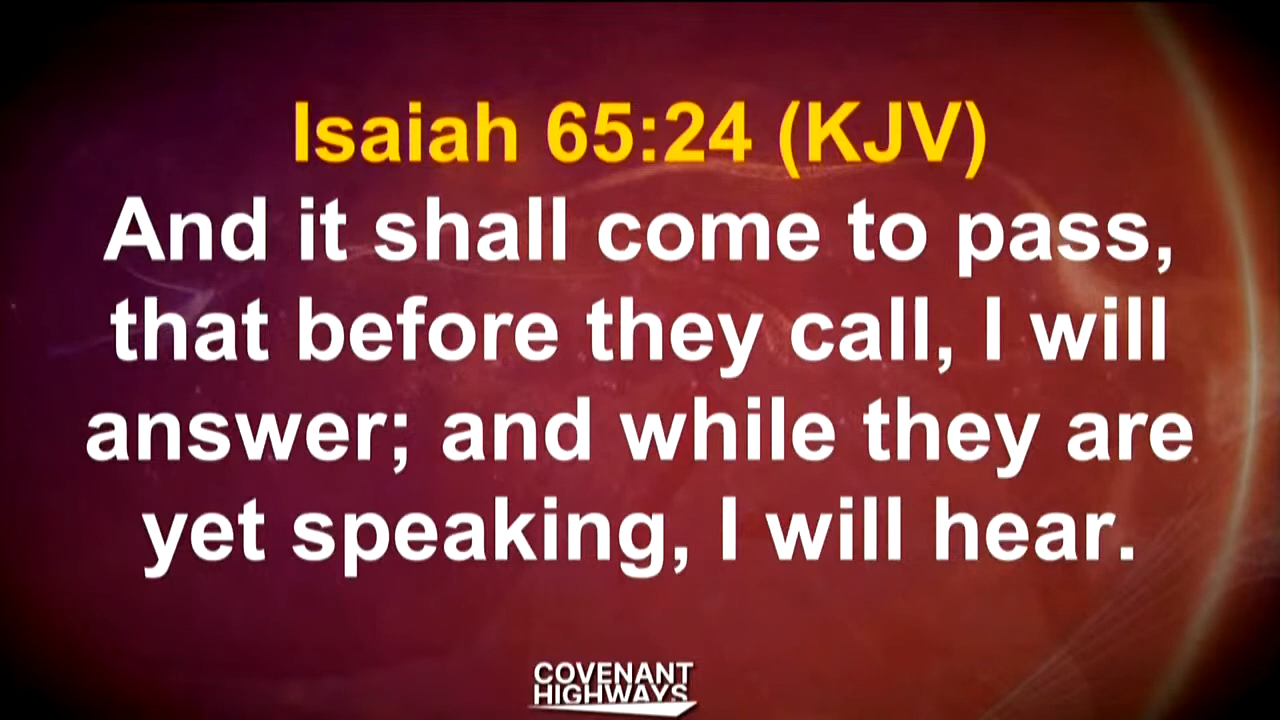 Isaiah 65:24 (KJV)
And it shall come to pass,
that before they call, I will
answer; and while they are
yet speaking, I will hear.
COVENANT
HIGHWAYS